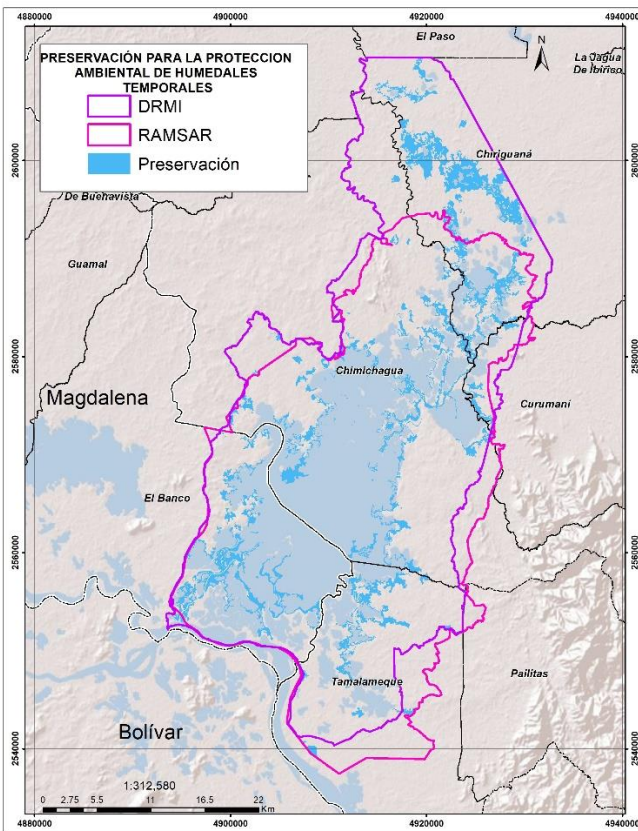 4880000 4900000 4920000 4940000
El Paso
PRESERVACIÓN PARA LA PROTECCION
AMBIENTAL DE HUMEDALES
TEMPORALES
DRMI
RAMSAR
Preservación
N
La Jagua
De Ibirico
2600000 2600000
Chiriguaná
De Buenavista
Guamal
2580000 2580000
Chimichagua
Magdalena
Curumaní
El Banco
2560000 2560000
Tamalameque
Pailitas
Bolívar
2540000 2540000
1:312,580
0 2.75 5.5 11 16.5 22
Km
4880000 4900000 4920000 4940000